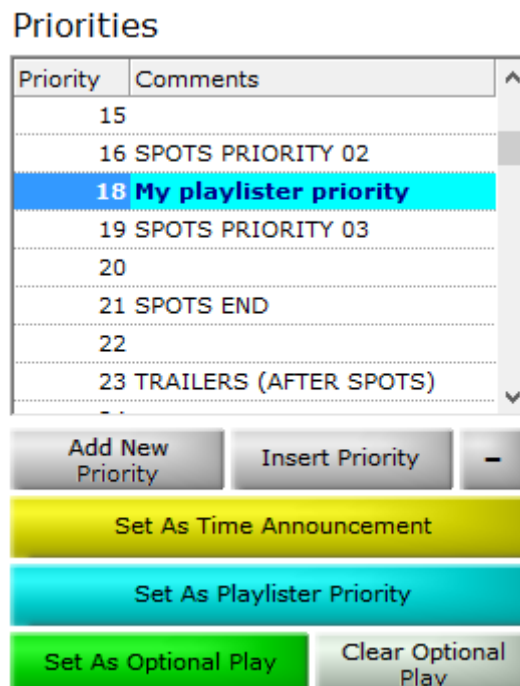 Priorities
Priority Comments
15
16 SPOTS PRIORITY 02
18 My playlister priority
19 SPOTS PRIORITY 03
20
21 SPOTS END
22
23 TRAILERS (AFTER SPOTS)
Add New Insert Priority -
Priority
Set As Time Announcement
Set As Playlister Priority
Set As Optional Play Clear Optional
Play